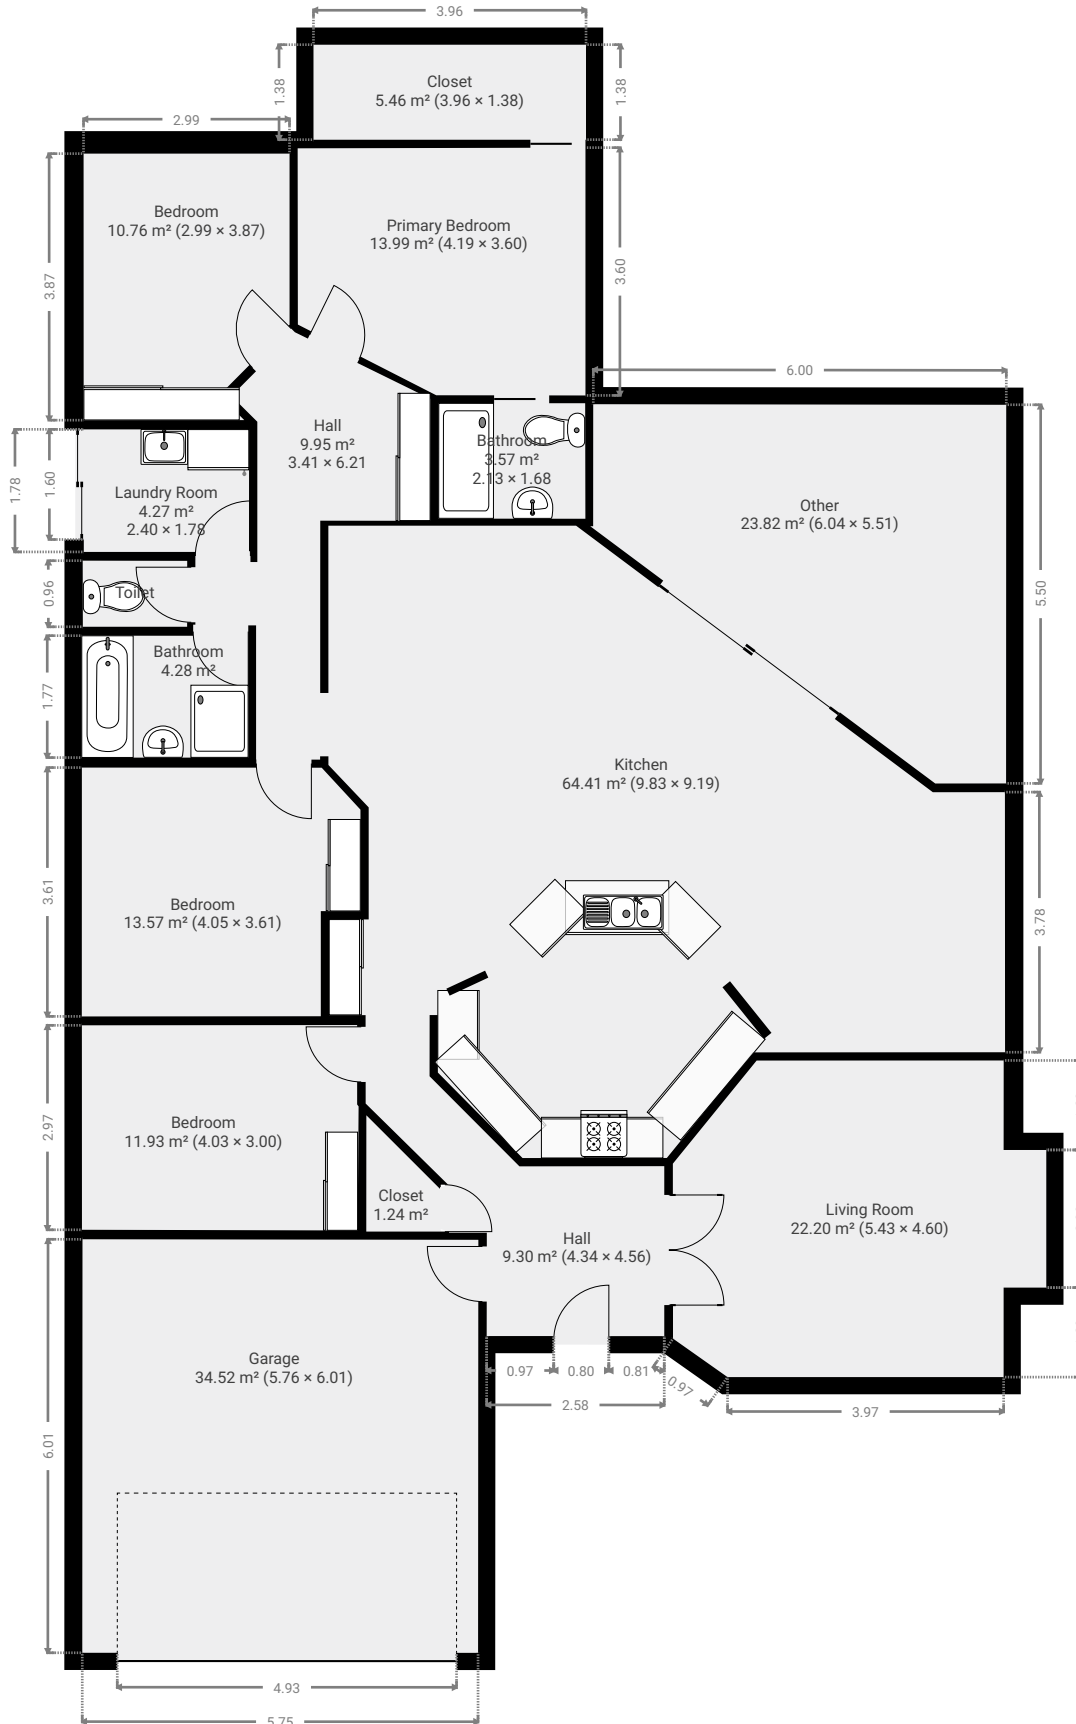 3.96
1.38
Closet
5.46 m² (3.96 × 1.38)
1.38
2.99
Bedroom
10.76 m² (2.99 × 3.87)
Primary Bedroom
13.99 m² (4.19 × 3.60)
3.87
3.60
6.00
Hall
9.95 m²
3.41 × 6.21
Bathroom
3.57 m²
2.13 × 1.68
1.78
1.60
Laundry Room
4.27 m²
2.40 × 1.78
Other
23.82 m² (6.04 × 5.51)
5.50
0.96
Toilet
Bathroom
4.28 m²
1.77
Kitchen
64.41 m² (9.83 × 9.19)
3.61
Bedroom
13.57 m² (4.05 × 3.61)
3.78
2.97
Bedroom
11.93 m² (4.03 × 3.00)
Closet
1.24 m²
Hall
9.30 m² (4.34 × 4.56)
Living Room
22.20 m² (5.43 × 4.60)
Garage
34.52 m² (5.76 × 6.01)
0.97
0.80
0.81
0.97
2.58
3.97
6.01
4.93
5.75